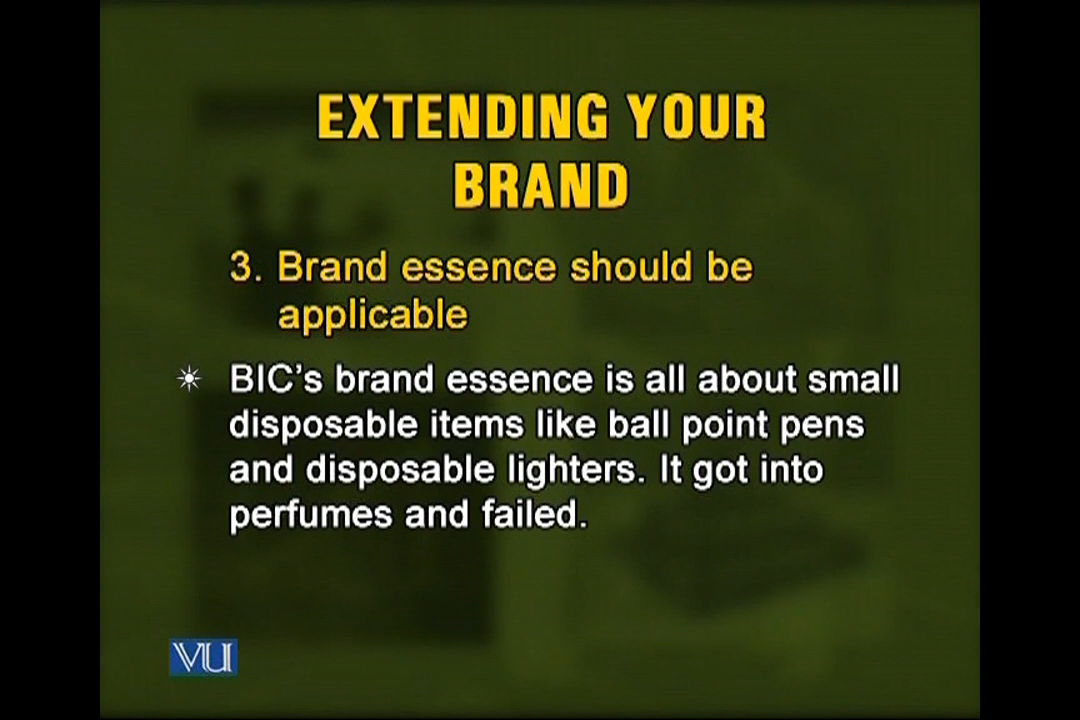 EXTENDING YOUR
BRAND
3. Brand essence should be
applicable
BIC's brand essence is all about small
disposable items like ball point pens
and disposable lighters. It got into
perfumes and failed.
VU